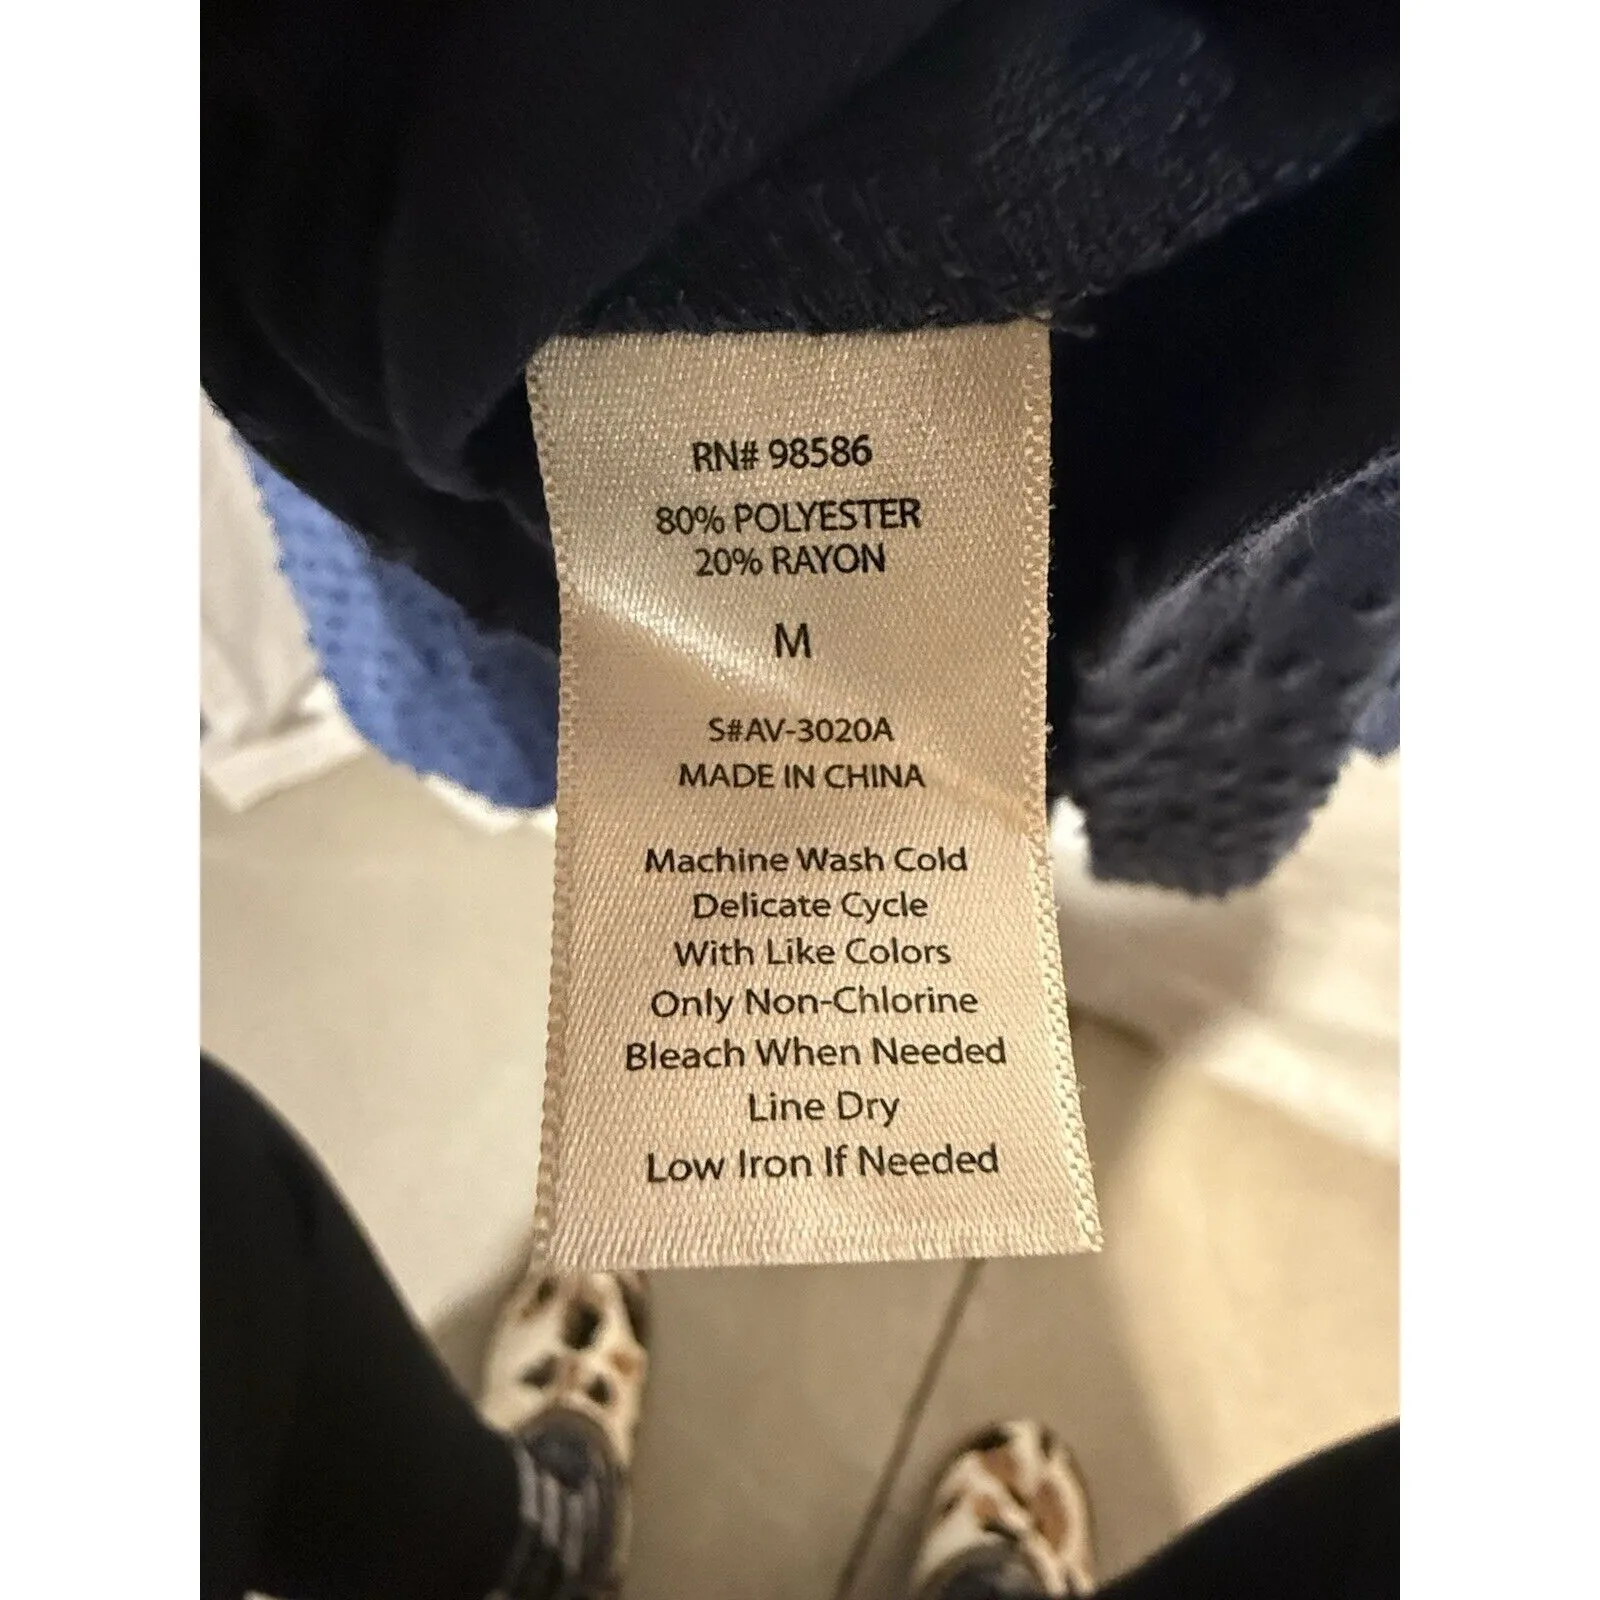 RN# 98586
80% POLYESTER
20% RAYON
M
S#AV-3020A
MADE IN CHINA
Machine Wash Cold
Delicate Cycle
With Like Colors
Only Non-Chlorine
Bleach When Needed
Line Dry
Low Iron If Needed